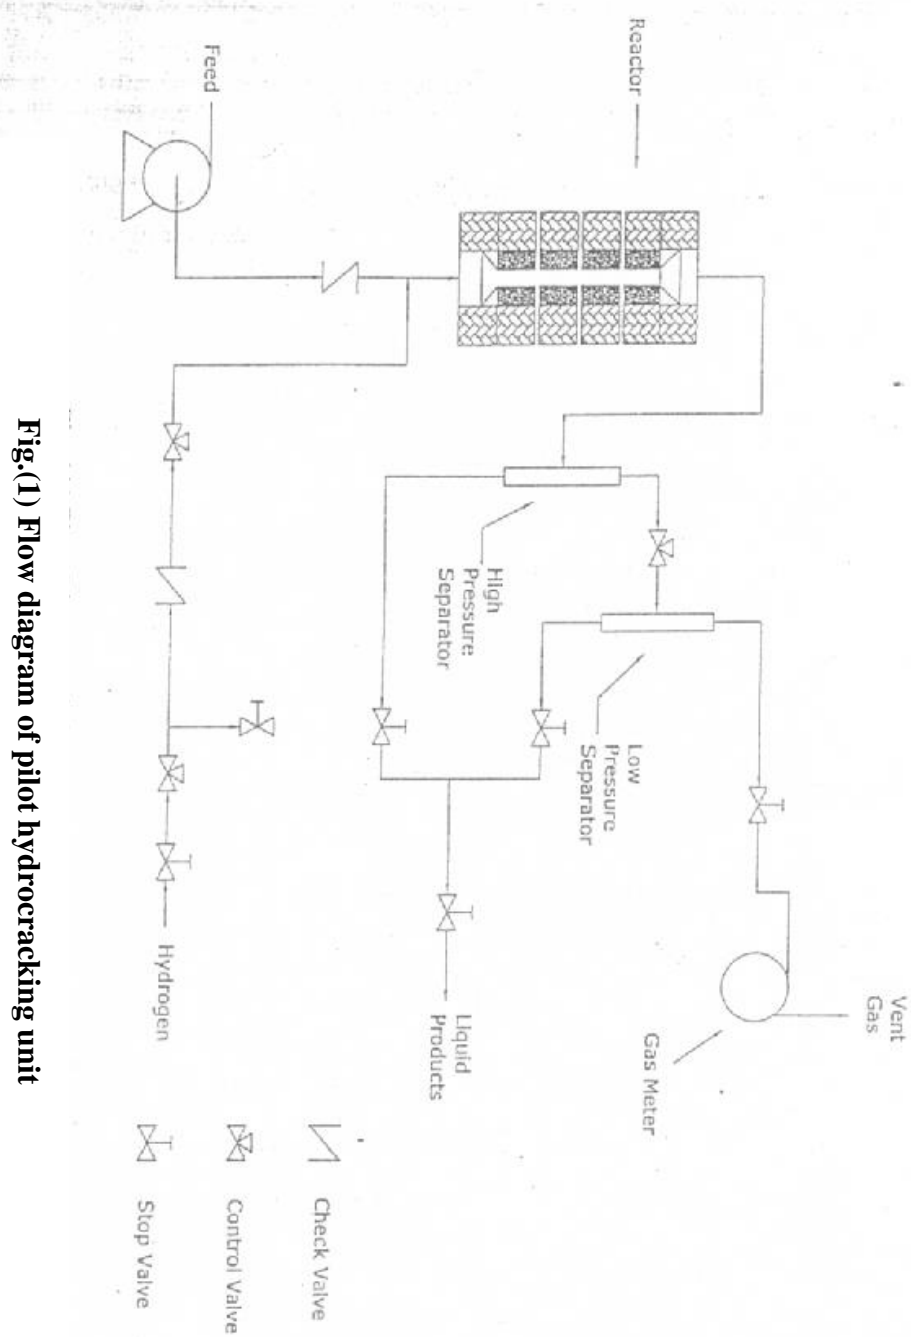 Reactor
Feed
High
Pressure
Separator
Low
Pressure
Separator
Vent
Gas
Gas Meter
Liquid
Products
Hydrogen
Check Valve
Control Valve
Stop Valve
Fig.(1) Flow diagram of pilot hydrocracking unit